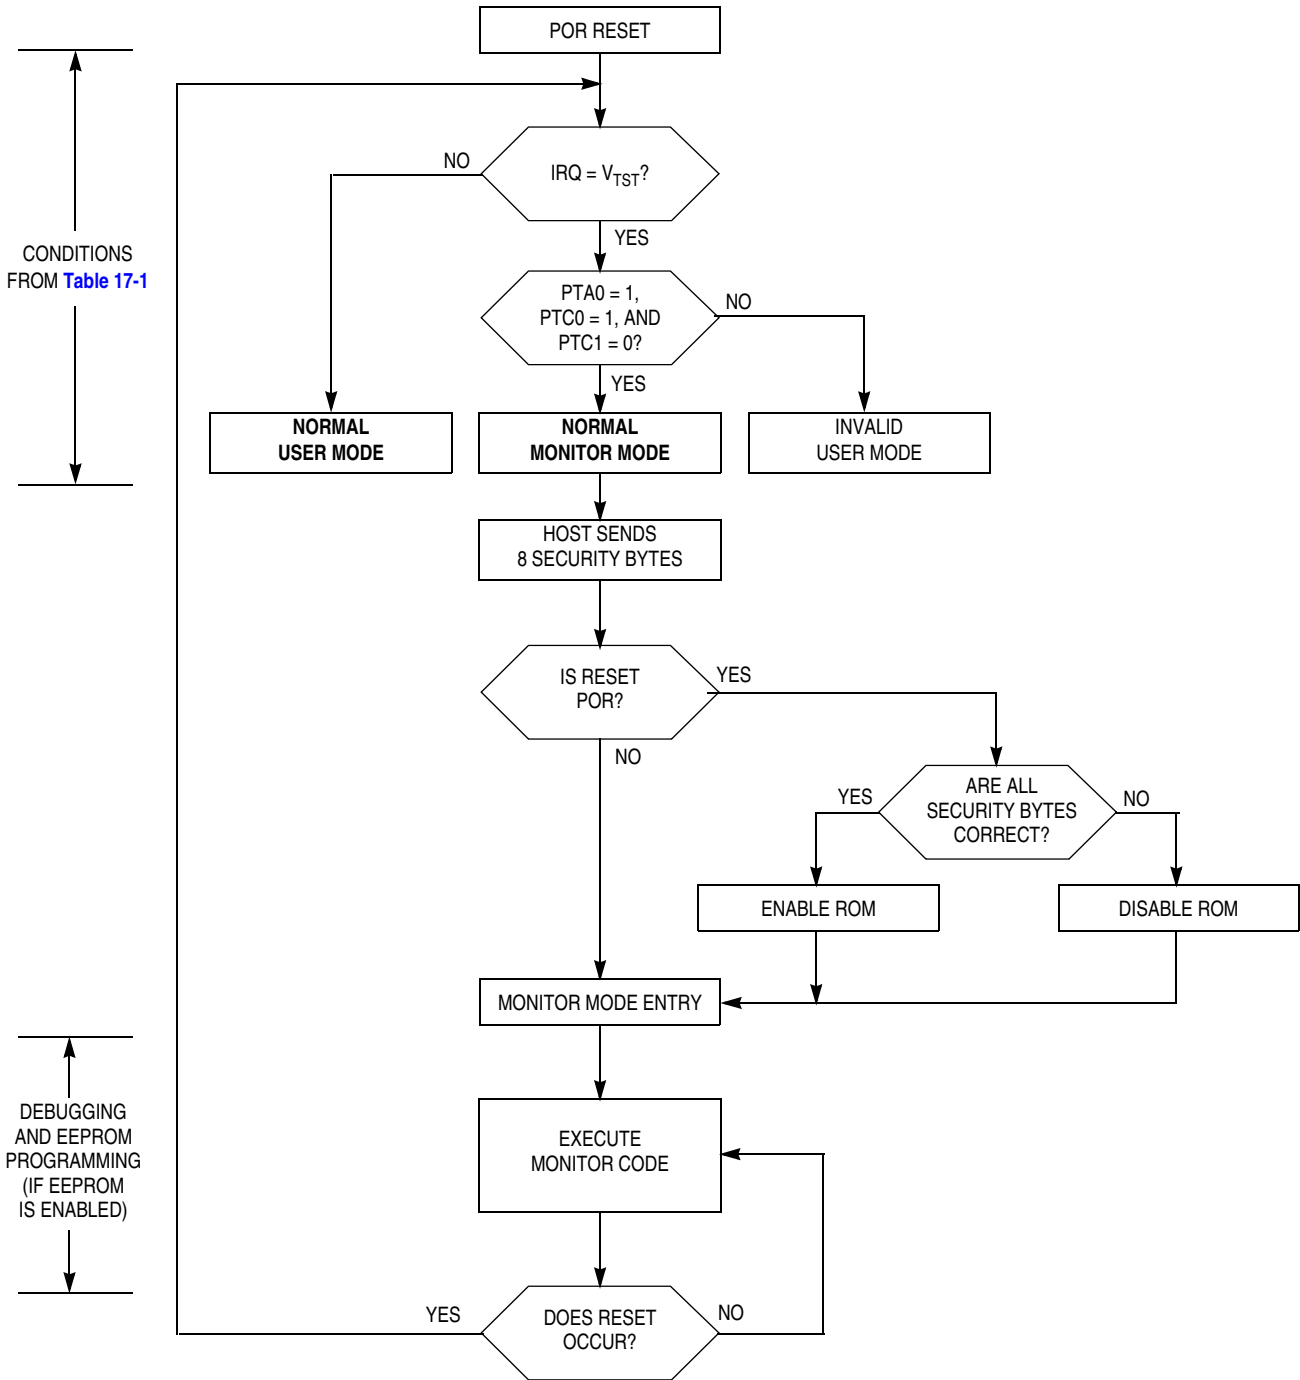 POR RESET
NO
IRQ = VTST?
YES
CONDITIONS
FROM Table 17-1
PTA0 = 1,
PTC0 = 1, AND
PTC1 = 0?
NO
YES
NORMAL
USER MODE
NORMAL
MONITOR MODE
INVALID
USER MODE
HOST SENDS
8 SECURITY BYTES
IS RESET
POR?
YES
NO
YES
ARE ALL
SECURITY BYTES
CORRECT?
NO
ENABLE ROM
DISABLE ROM
MONITOR MODE ENTRY
DEBUGGING
AND EEPROM
PROGRAMMING
(IF EEPROM
IS ENABLED)
EXECUTE
MONITOR CODE
YES
DOES RESET
OCCUR?
NO